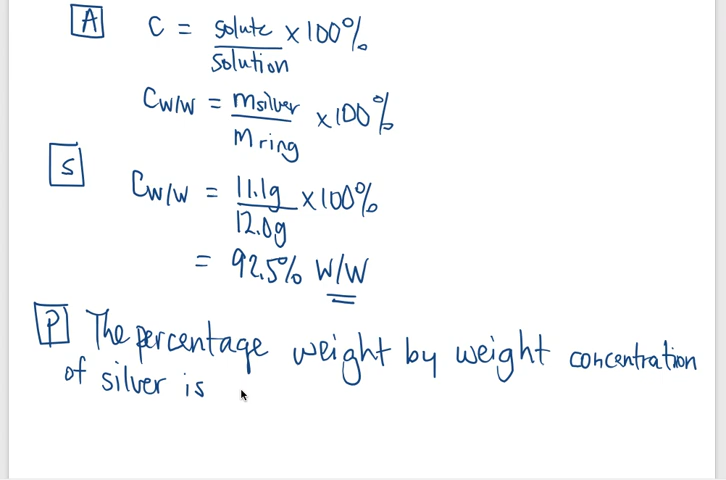 A C = solute/solution x 100%
Cw/w = msilver/mring x 100%
S Cw/w = 11.1g/12.0g x 100%
= 92.5% W/W
P The percentage weight by weight concentration
of silver is